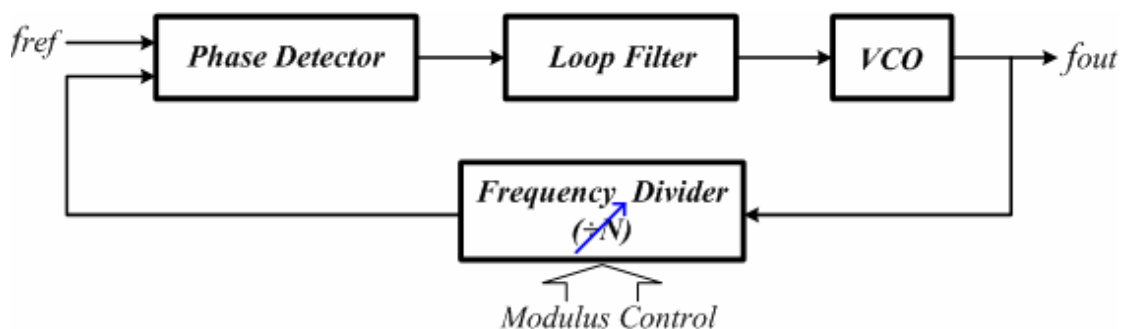 fref
Phase Detector
Loop Filter
VCO
fout
Frequency Divider
(÷N)
Modulus Control